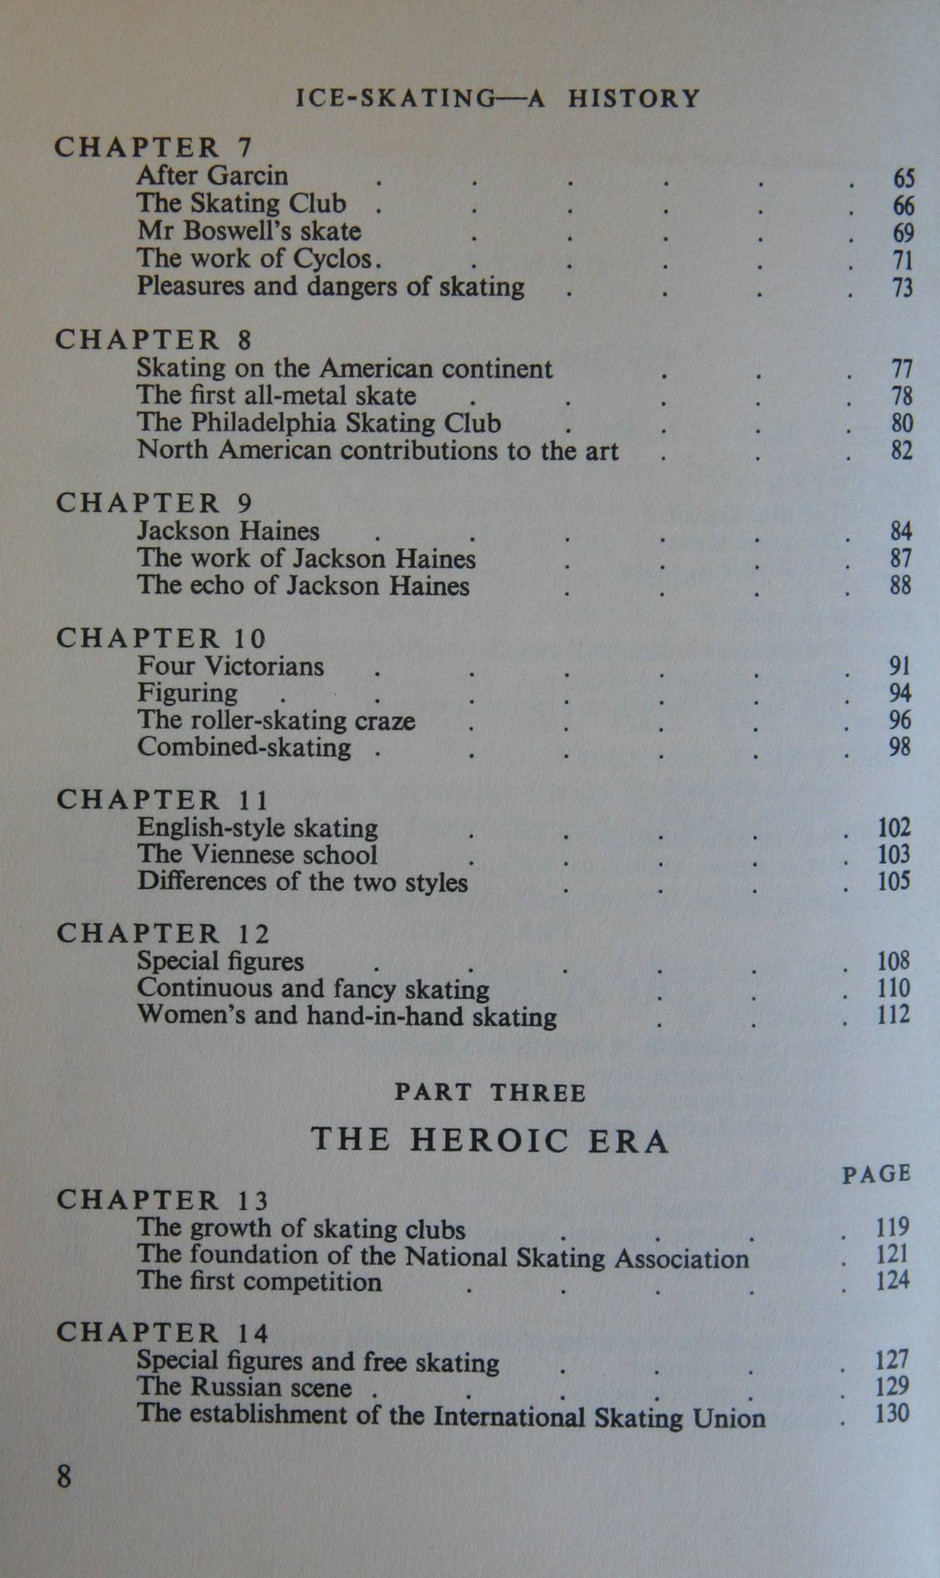 ICE-SKATING—A HISTORY
CHAPTER 7
After Garcin . . . . . . 65
The Skating Club . . . . . . 66
Mr Boswell's skate . . . . . 69
The work of Cyclos . . . . . . 71
Pleasures and dangers of skating . . . . 73
CHAPTER 8
Skating on the American continent . . . 77
The first all-metal skate . . . . . 78
The Philadelphia Skating Club . . . . 80
North American contributions to the art . . . 82
CHAPTER 9
Jackson Haines . . . . . . 84
The work of Jackson Haines . . . . 87
The echo of Jackson Haines . . . . 88
CHAPTER 10
Four Victorians . . . . . . 91
Figuring . . . . . . . 94
The roller-skating craze . . . . . 96
Combined-skating . . . . . . 98
CHAPTER 11
English-style skating . . . . . 102
The Viennese school . . . . . 103
Differences of the two styles . . . . 105
CHAPTER 12
Special figures . . . . . . 108
Continuous and fancy skating . . . 110
Women's and hand-in-hand skating . . . 112
PART THREE
THE HEROIC ERA
PAGE
CHAPTER 13
The growth of skating clubs . . . . 119
The foundation of the National Skating Association . 121
The first competition . . . . . 124
CHAPTER 14
Special figures and free skating . . . . 127
The Russian scene . . . . . . 129
The establishment of the International Skating Union . 130
8